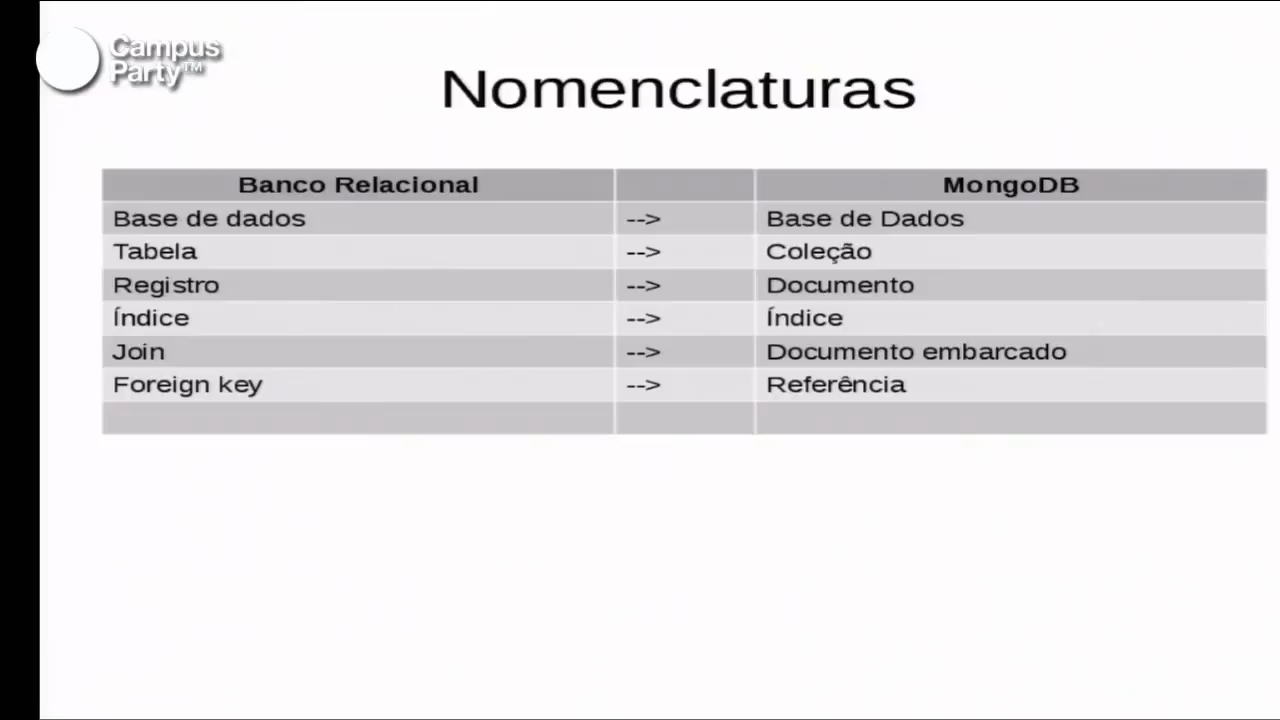 Campus
Party™
Nomenclaturas
Banco Relacional MongoDB
Base de dados --> Base de Dados
Tabela --> Coleção
Registro --> Documento
Índice --> Índice
Join --> Documento embarcado
Foreign key --> Referência